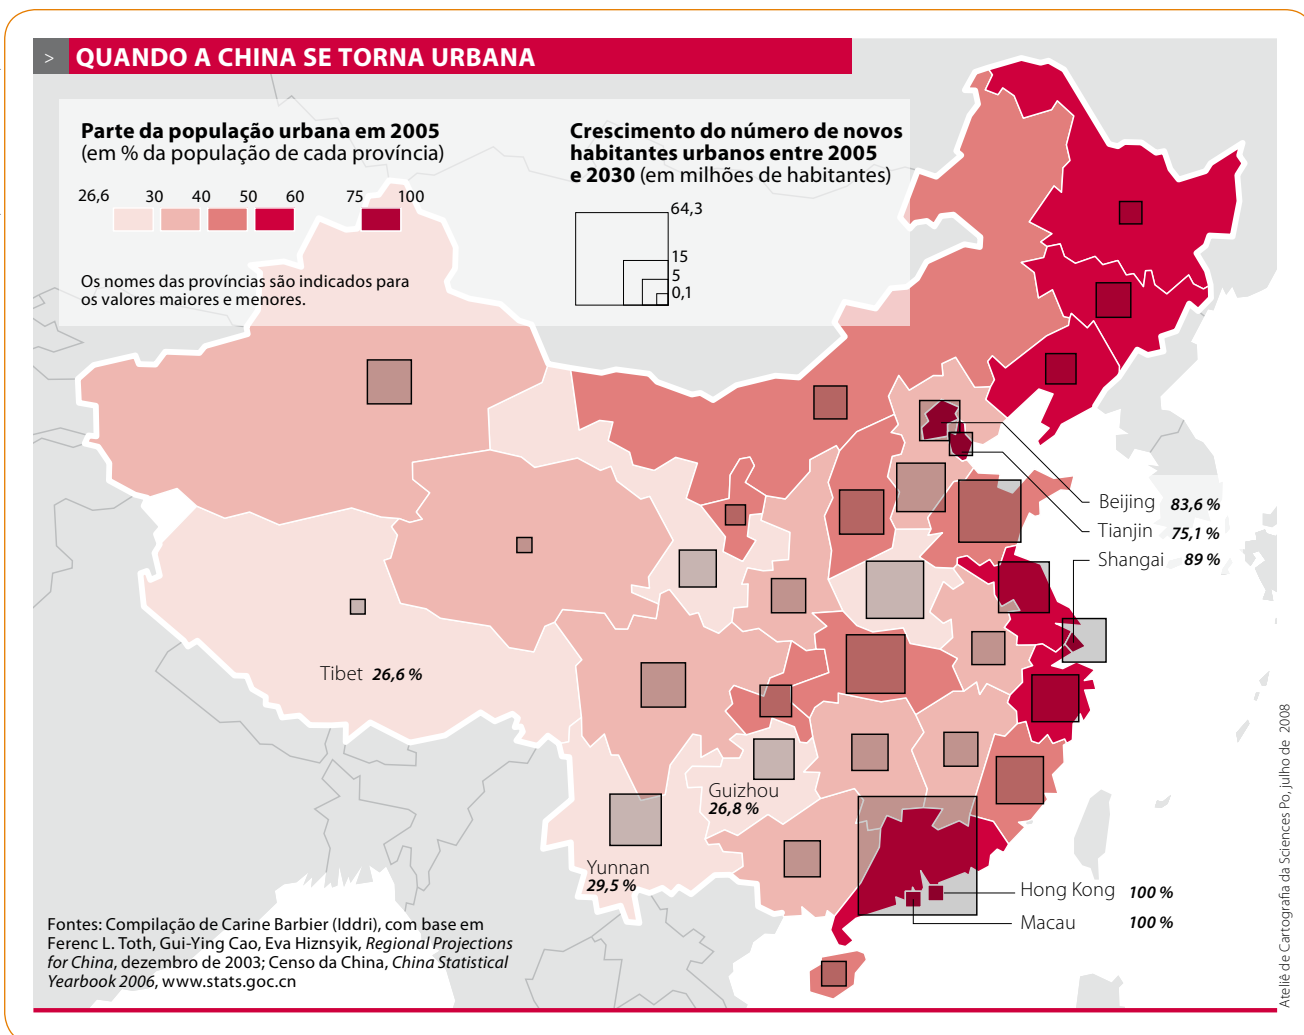 > QUANDO A CHINA SE TORNA URBANA
Parte da população urbana em 2005
(em % da população de cada província)
26,6 30 40 50 60 75 100
Os nomes das províncias são indicados para
os valores maiores e menores.
Crescimento do número de novos
habitantes urbanos entre 2005
e 2030 (em milhões de habitantes)
64,3
15
5
0,1
Beijing 83,6 %
Tianjin 75,1 %
Shangai 89 %
Tibet 26,6 %
Guizhou
26,8 %
Yunnan
29,5 %
Hong Kong 100 %
Macau 100 %
Fontes: Compilação de Carine Barbier (Iddri), com base em
Ferenc L. Toth, Gui-Ying Cao, Eva Hiznsyik, Regional Projections
for China, dezembro de 2003; Censo da China, China Statistical
Yearbook 2006, www.stats.goc.cn
Ateliê de Cartografia da Sciences Po, julho de 2008